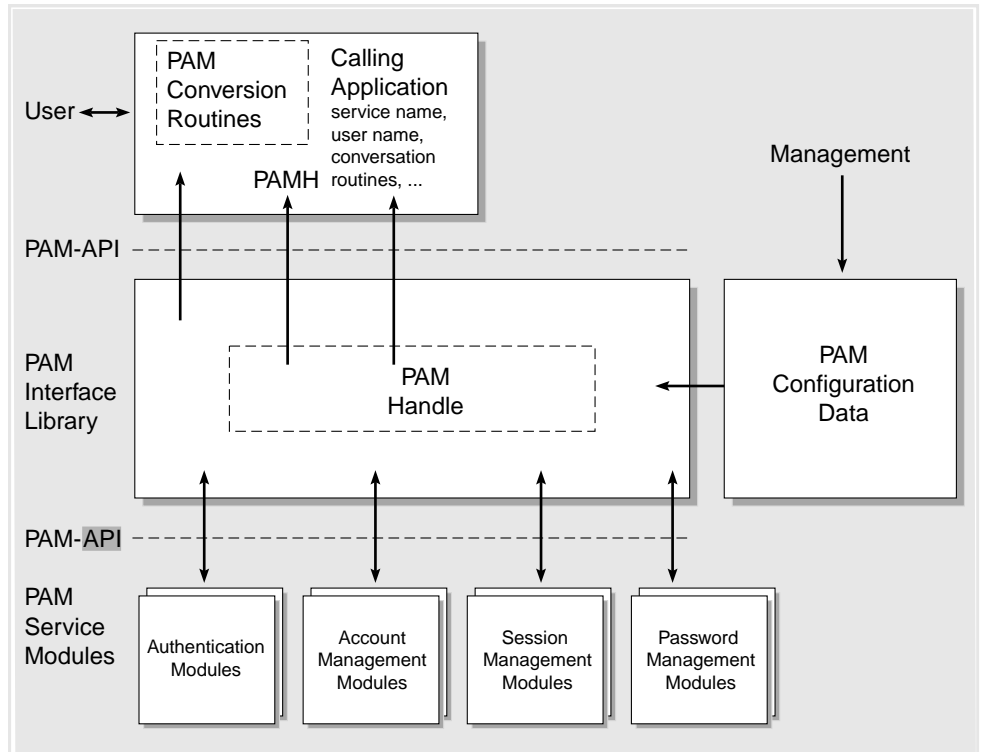 PAM
Conversion
Routines
Calling
Application
service name,
user name,
conversation
routines, ...
User
PAMH
Management
PAM-API
PAM
Interface
Library
PAM
Handle
PAM
Configuration
Data
PAM-API
PAM
Service
Modules
Authentication
Modules
Account
Management
Modules
Session
Management
Modules
Password
Management
Modules